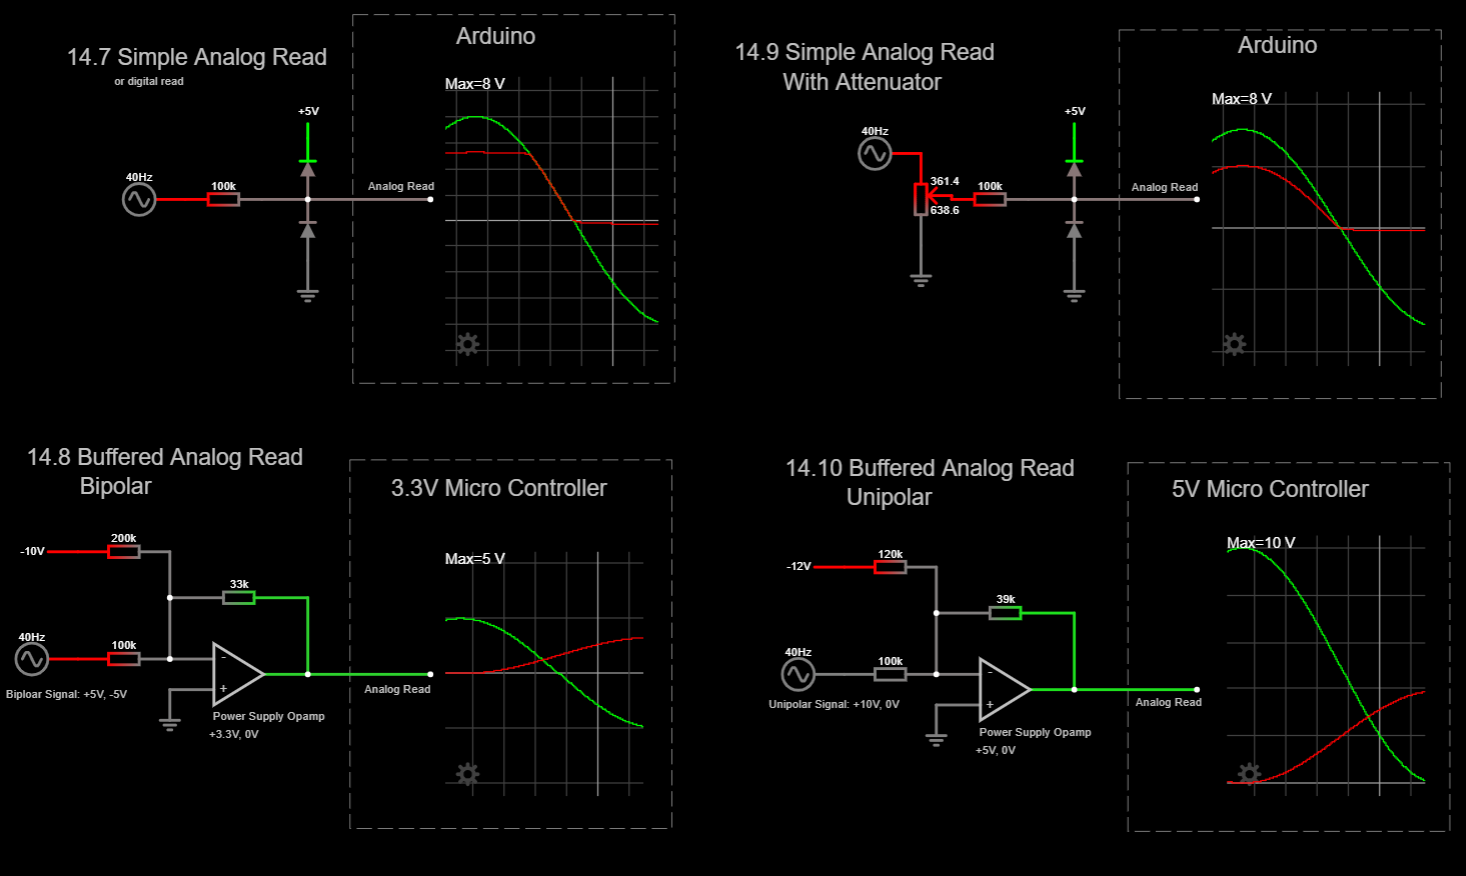 14.7 Simple Analog Read
or digital read
Arduino
Max=8 V
+5V
40Hz
100k
Analog Read
14.9 Simple Analog Read
With Attenuator
Arduino
Max=8 V
+5V
40Hz
361.4
638.6
100k
Analog Read
14.8 Buffered Analog Read
Bipolar
3.3V Micro Controller
Max=5 V
200k
-10V
33k
40Hz
100k
-
+
Biploar Signal: +5V, -5V
Analog Read
Power Supply Opamp
+3.3V, 0V
14.10 Buffered Analog Read
Unipolar
5V Micro Controller
Max=10 V
120k
-12V
39k
40Hz
100k
-
+
Unipolar Signal: +10V, 0V
Analog Read
Power Supply Opamp
+5V, 0V